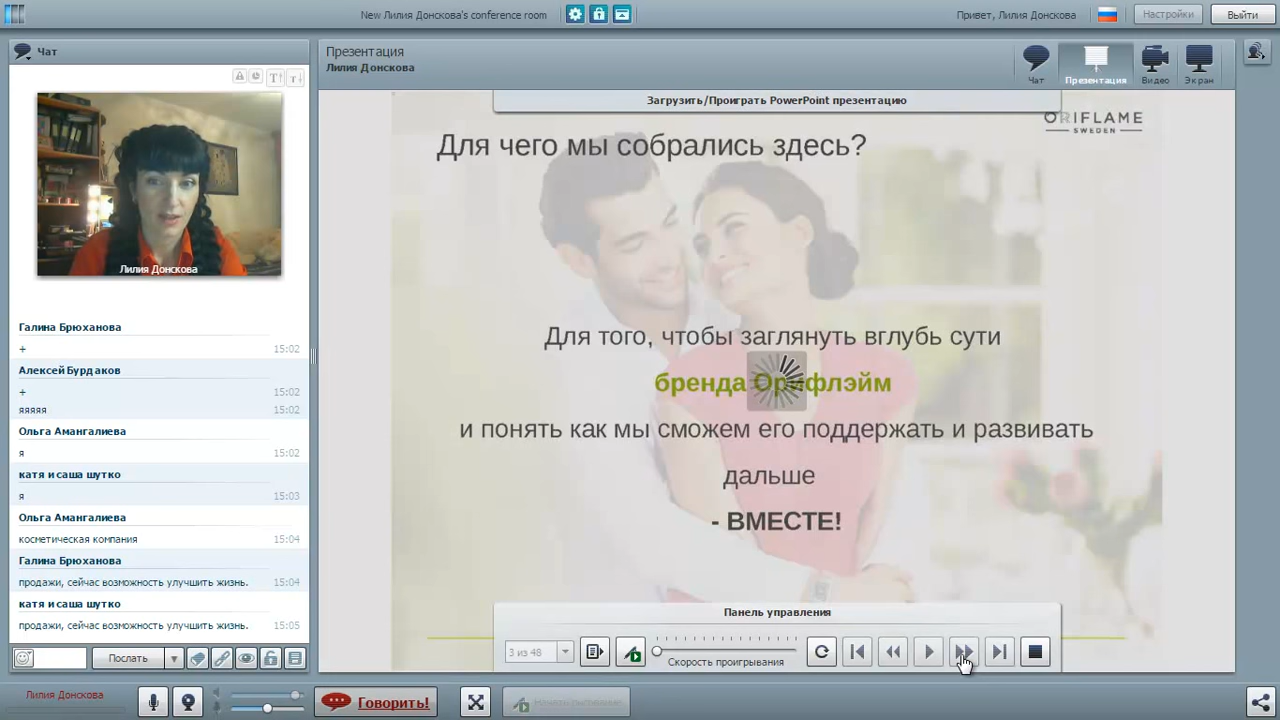 New Лилия Донскова's conference room
Привет, Лилия Донскова
Настройки
Выйти
Чат
Лилия Донскова
Галина Брюханова
+ 15:02
Алексей Бурдаков
+ 15:02
яяяяя 15:02
Ольга Амангалиева
я 15:02
катя и саша шутко
я 15:03
Ольга Амангалиева
косметическая компания 15:04
Галина Брюханова
продажи, сейчас возможность улучшить жизнь. 15:04
катя и саша шутко
продажи, сейчас возможность улучшить жизнь. 15:05
Послать
Презентация
Лилия Донскова
Чат
Презентация
Видео
Экран
Загрузить/Проиграть PowerPoint презентацию
ORIFLAME
SWEDEN
Для чего мы собрались здесь?
Для того, чтобы заглянуть вглубь сути
бренда Орифлэйм
и понять как мы сможем его поддержать и развивать
дальше
- ВМЕСТЕ!
Панель управления
3 из 48
Скорость проигрывания
Лилия Донскова
Говорить!